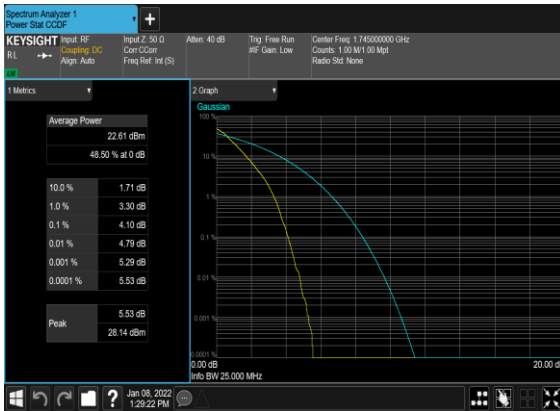 Spectrum Analyzer 1
Power Stat CCDF
+
KEYSIGHT
RL
LXI
Input: RF
Coupling: DC
Align: Auto
Input Z: 50 Ω
Corr CCorr
Freq Ref: Int (S)
Atten: 40 dB
Trig: Free Run
#IF Gain: Low
Center Freq: 1.745000000 GHz
Counts: 1.00 M/1.00 Mpt
Radio Std: None
1 Metrics
Average Power
22.61 dBm
48.50 % at 0 dB
10.0 % 1.71 dB
1.0 % 3.30 dB
0.1 % 4.10 dB
0.01 % 4.79 dB
0.001 % 5.29 dB
0.0001 % 5.53 dB
Peak
5.53 dB
28.14 dBm
2 Graph
Gaussian
100 %
10 %
1 %
0.1 %
0.01 %
0.001 %
0.0001 %
0.00 dB
20.00 d
Info BW 25.000 MHz
?
Jan 08, 2022
1:29:22 PM